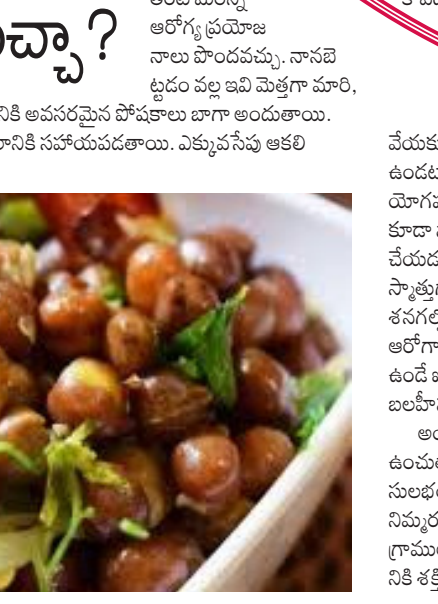 ఆరోగ్య ప్రయోజ
నాలు పొందవచ్చు. నానబె
ట్టడం వల్ల ఇవి మెత్తగా మారి,
నికి అవసరమైన పోషకాలు బాగా అందుతాయి.
నికి సహాయపడతాయి. ఎక్కువసేపు ఆకలి
చ్చా?
వేయకు
ఉండట
యోగప
కూడా
చేయడ
స్మాత్తుగ
శనగల్ల
ఆరోగా
ఉండే
బలహీ
అం
ఉంచుత
సులభం
నిమ్మర
గ్రాముల
నికి శక్తి